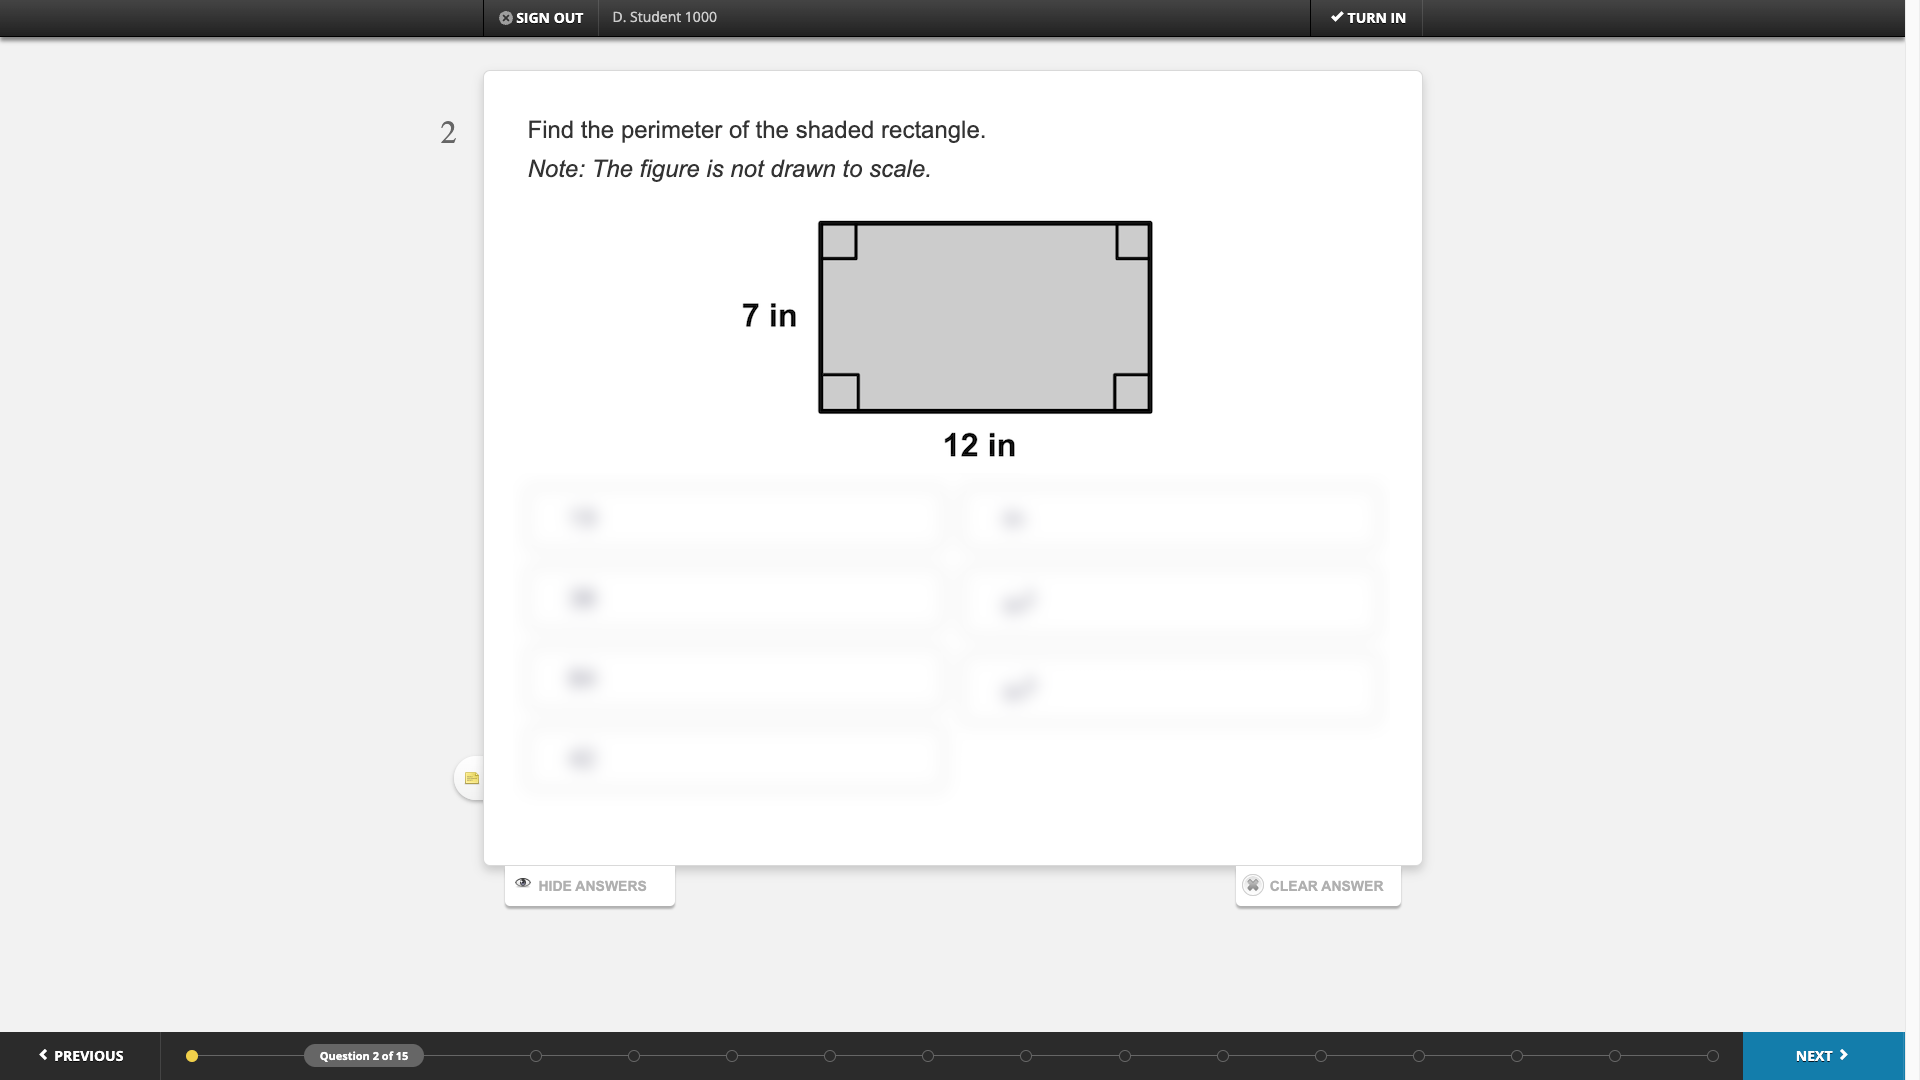 SIGN OUT
D. Student 1000
TURN IN
2
Find the perimeter of the shaded rectangle.
Note: The figure is not drawn to scale.
7 in
12 in
HIDE ANSWERS
CLEAR ANSWER
PREVIOUS
Question 2 of 15
NEXT